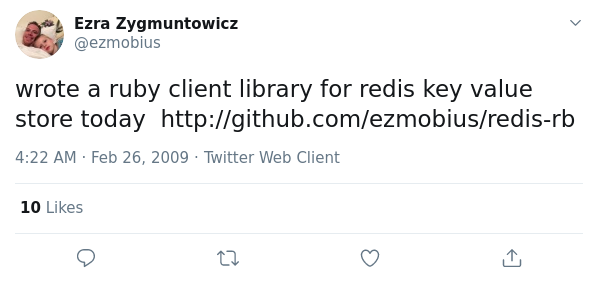 Ezra Zygmuntowicz
@ezmobius
wrote a ruby client library for redis key value
store today  http://github.com/ezmobius/redis-rb
4:22 AM · Feb 26, 2009 · Twitter Web Client
10 Likes